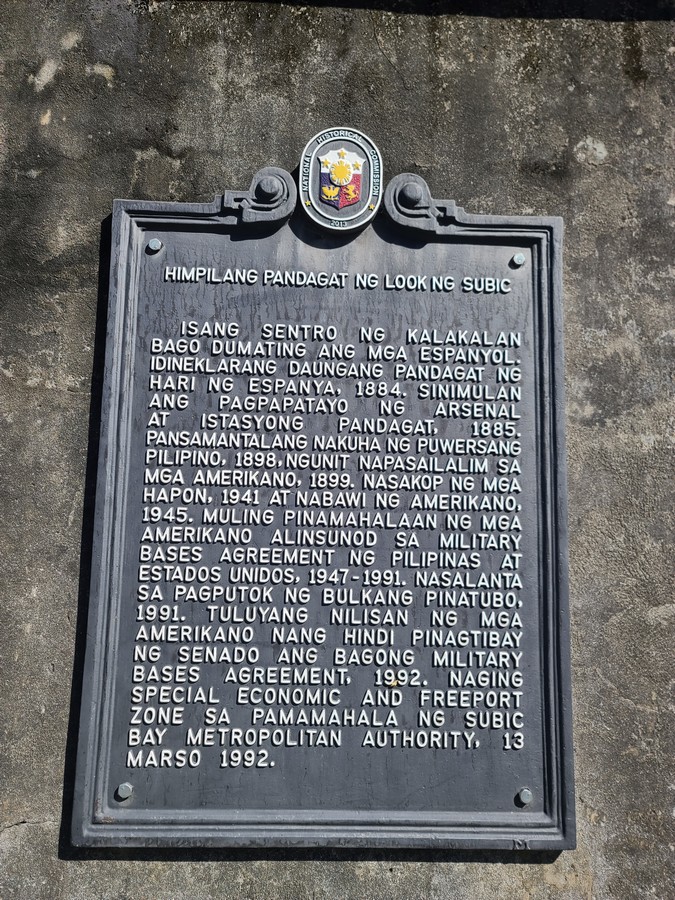 NATIONAL HISTORICAL COMMISSION
2013
HIMPILANG PANDAGAT NG LOOK NG SUBIC
ISANG SENTRO NG KALAKALAN
BAGO DUMATING ANG MGA ESPANYOL.
IDINEKLARANG DAUNGANG PANDAGAT NG
HARI NG ESPANYA, 1884. SINIMULAN
ANG PAGPAPATAYO NG ARSENAL
AT ISTASYONG PANDAGAT, 1885.
PANSAMANTALANG NAKUHA NG PUWERSANG
PILIPINO, 1898, NGUNIT NAPASAILALIM SA
MGA AMERIKANO, 1899. NASAKOP NG MGA
HAPON, 1941 AT NABAWI NG AMERIKANO,
1945. MULING PINAMAHALAAN NG MGA
AMERIKANO ALINSUNOD SA MILITARY
BASES AGREEMENT NG PILIPINAS AT
ESTADOS UNIDOS, 1947-1991. NASALANTA
SA PAGPUTOK NG BULKANG PINATUBO,
1991. TULUYANG NILISAN NG MGA
AMERIKANO NANG HINDI PINAGTIBAY
NG SENADO ANG BAGONG MILITARY
BASES AGREEMENT, 1992. NAGING
SPECIAL ECONOMIC AND FREEPORT
ZONE SA PAMAMAHALA NG SUBIC
BAY METROPOLITAN AUTHORITY, 13
MARSO 1992.